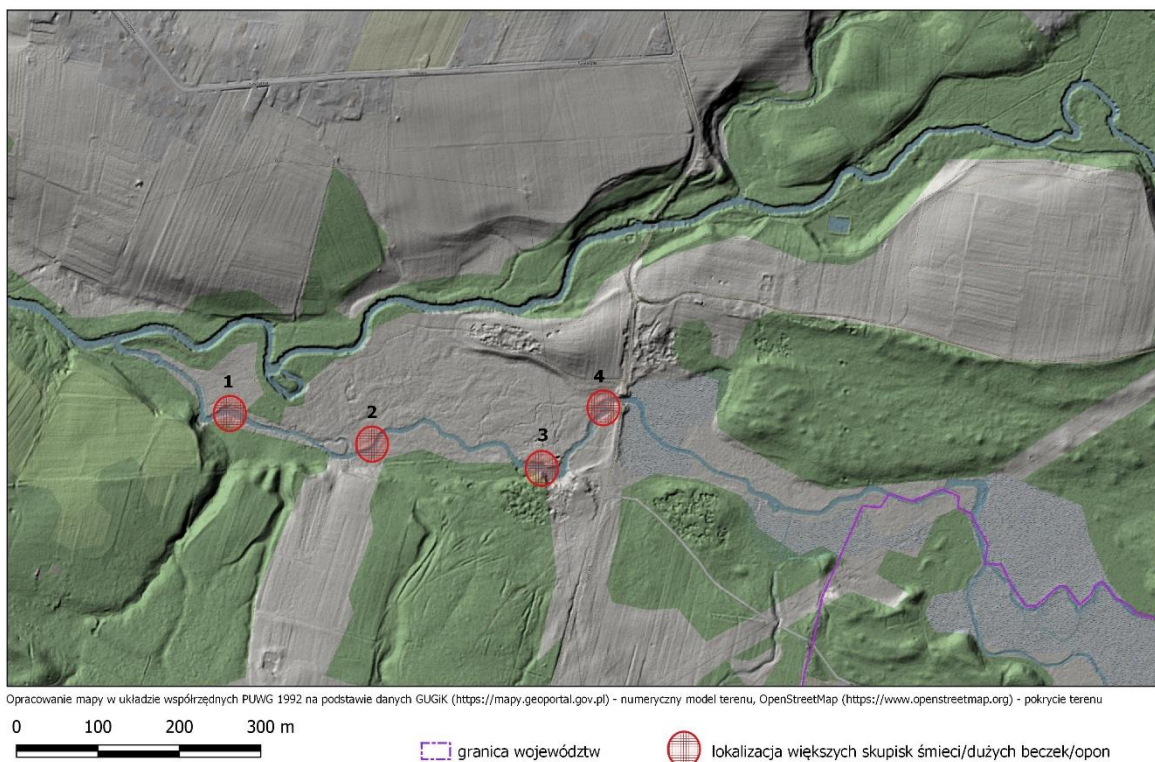 1
2
3
4
Opracowanie mapy w układzie współrzędnych PUWG 1992 na podstawie danych GUGiK (https://mapy.geoportal.gov.pl) - numeryczny model terenu, OpenStreetMap (https://www.openstreetmap.org) - pokrycie terenu
0 100 200 300 m
granica województw
lokalizacja większych skupisk śmieci/dużych beczek/opon